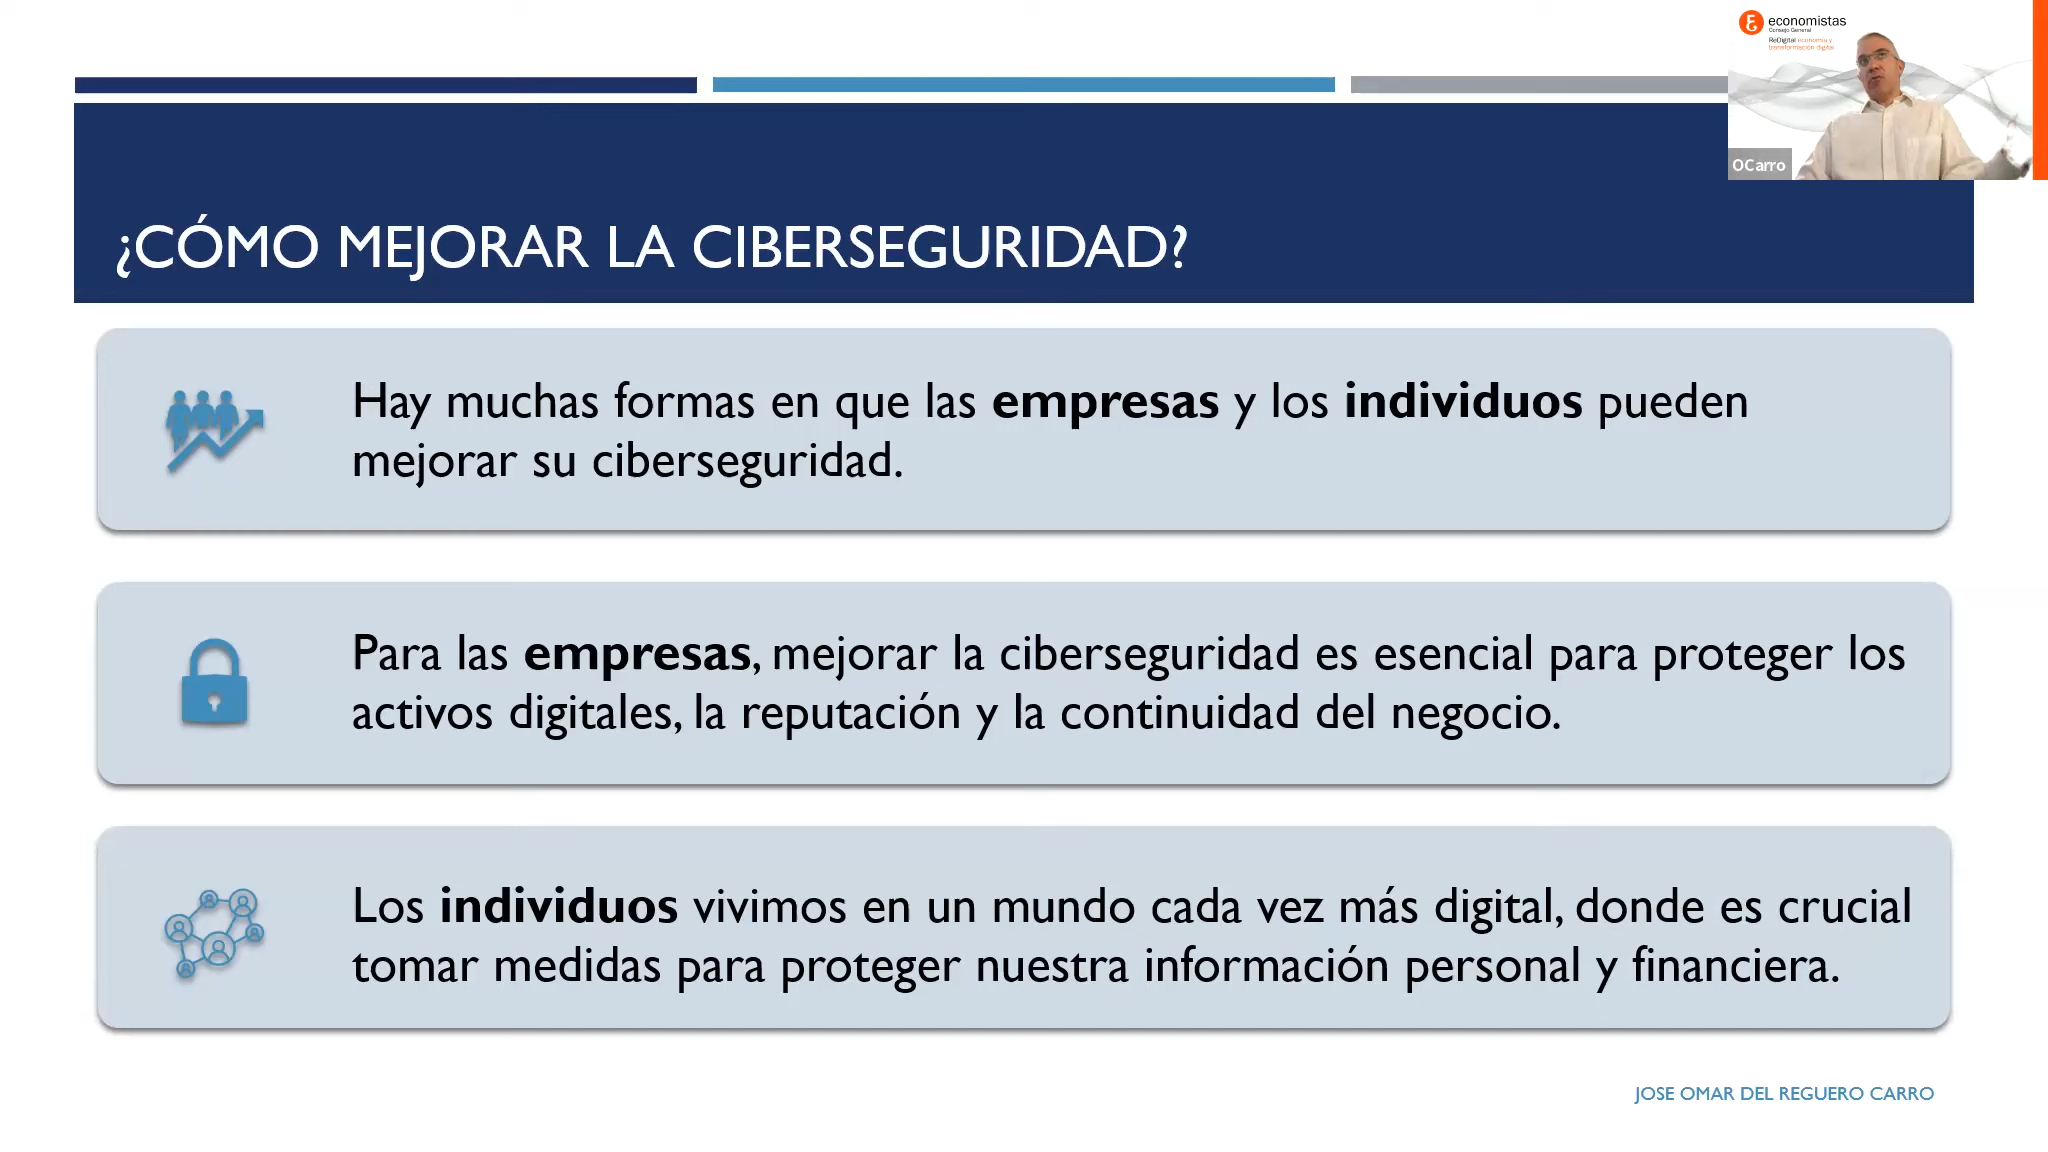 economistas
Consejo General
ReDigital economía y
transformación digital
OCarro
¿CÓMO MEJORAR LA CIBERSEGURIDAD?
Hay muchas formas en que las empresas y los individuos pueden
mejorar su ciberseguridad.
Para las empresas, mejorar la ciberseguridad es esencial para proteger los
activos digitales, la reputación y la continuidad del negocio.
Los individuos vivimos en un mundo cada vez más digital, donde es crucial
tomar medidas para proteger nuestra información personal y financiera.
JOSE OMAR DEL REGUERO CARRO